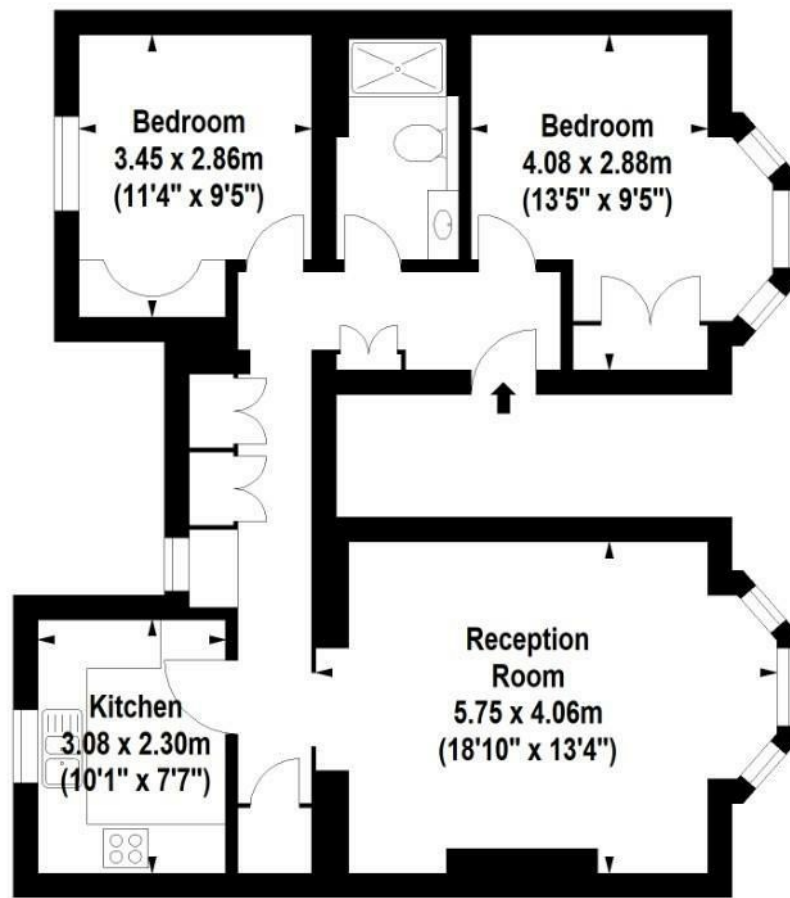 Bedroom
3.45 x 2.86m
(11'4" x 9'5")
Bedroom
4.08 x 2.88m
(13'5" x 9'5")
Reception
Room
5.75 x 4.06m
(18'10" x 13'4")
Kitchen
3.08 x 2.30m
(10'1" x 7'7")